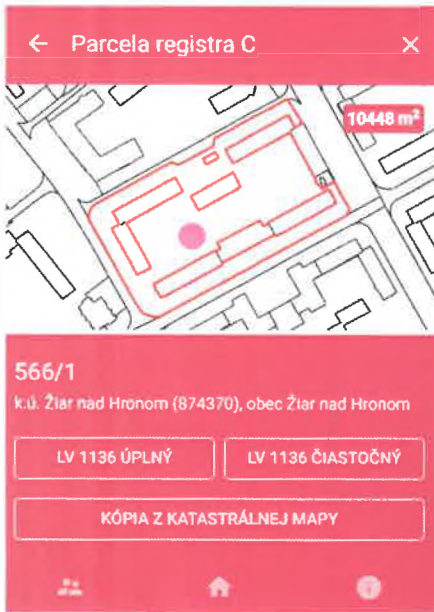 Parcela registra C
10448 m²
566/1
k.ú. Žiar nad Hronom (874370), obec Žiar nad Hronom
LV 1136 ÚPLNÝ
LV 1136 ČIASTOČNÝ
KÓPIA Z KATASTRÁLNEJ MAPY